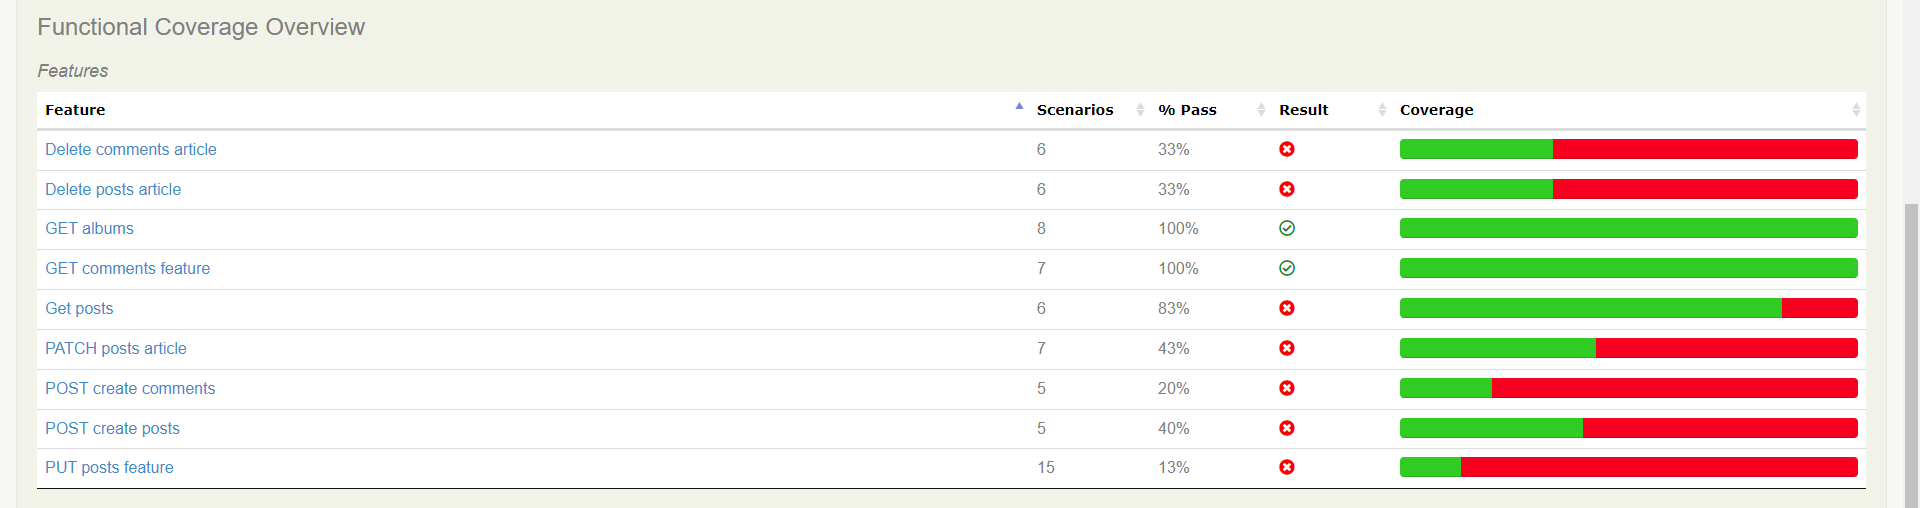 Functional Coverage Overview
Features
Feature Scenarios % Pass Result Coverage
Delete comments article 6 33%
Delete posts article 6 33%
GET albums 8 100%
GET comments feature 7 100%
Get posts 6 83%
PATCH posts article 7 43%
POST create comments 5 20%
POST create posts 5 40%
PUT posts feature 15 13%